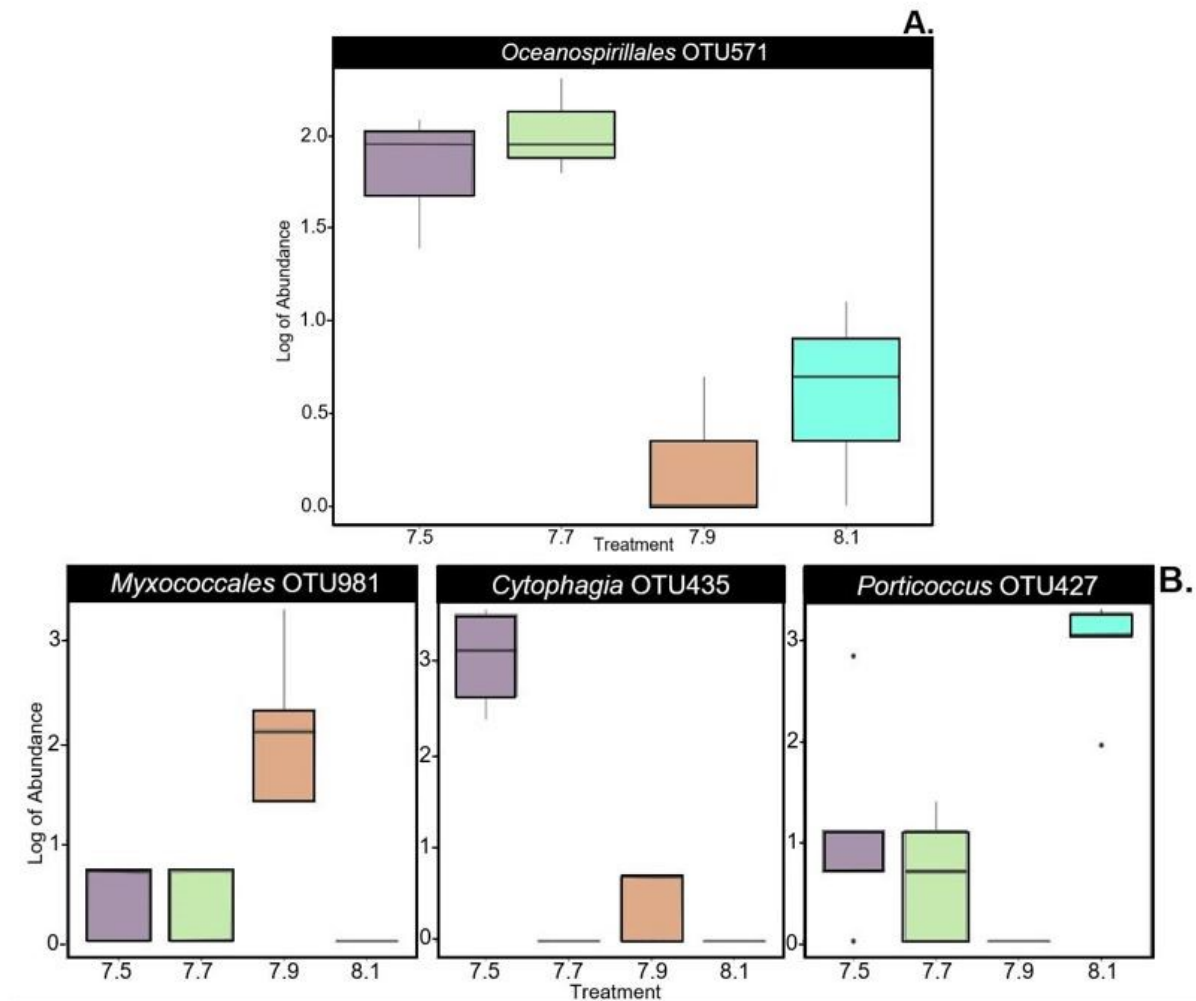 A.
Oceanospirillales OTU571
Log of Abundance
2.0
1.5
1.0
0.5
0.0
7.5 7.7 7.9 8.1
Treatment
B.
Myxococcales OTU981
Log of Abundance
3
2
1
0
7.5 7.7 7.9 8.1
Cytophagia OTU435
3
2
1
0
7.5 7.7 7.9 8.1
Porticoccus OTU427
3
2
1
0
7.5 7.7 7.9 8.1
Treatment